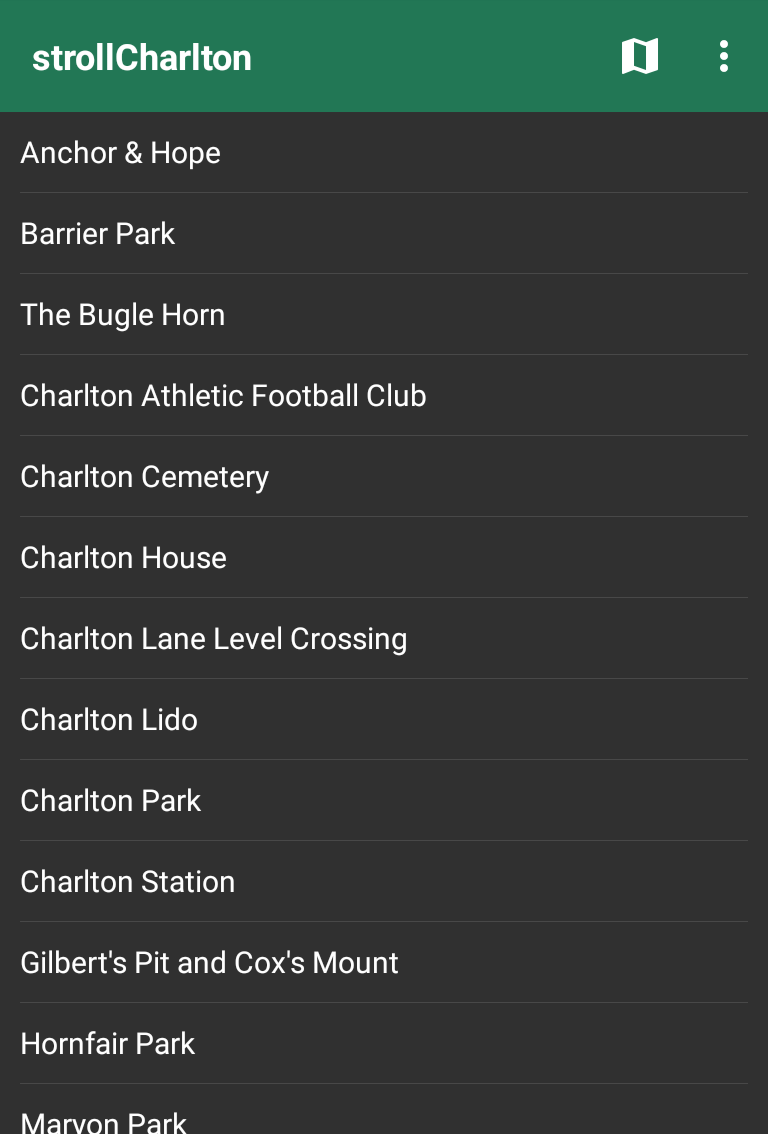 strollCharlton
Anchor & Hope
Barrier Park
The Bugle Horn
Charlton Athletic Football Club
Charlton Cemetery
Charlton House
Charlton Lane Level Crossing
Charlton Lido
Charlton Park
Charlton Station
Gilbert's Pit and Cox's Mount
Hornfair Park
Maryon Park